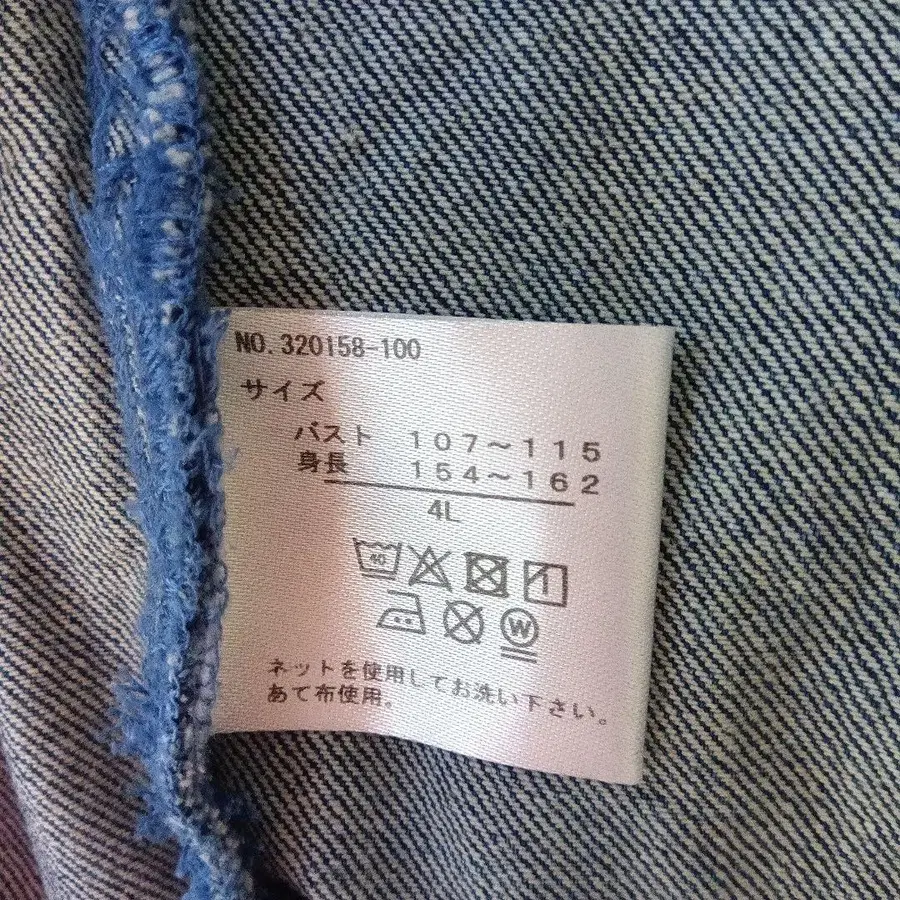 NO.320158-100
サイズ
バスト 107〜115
身長 154〜162
4L
40
W
ネットを使用してお洗い下さい。
あて布使用。